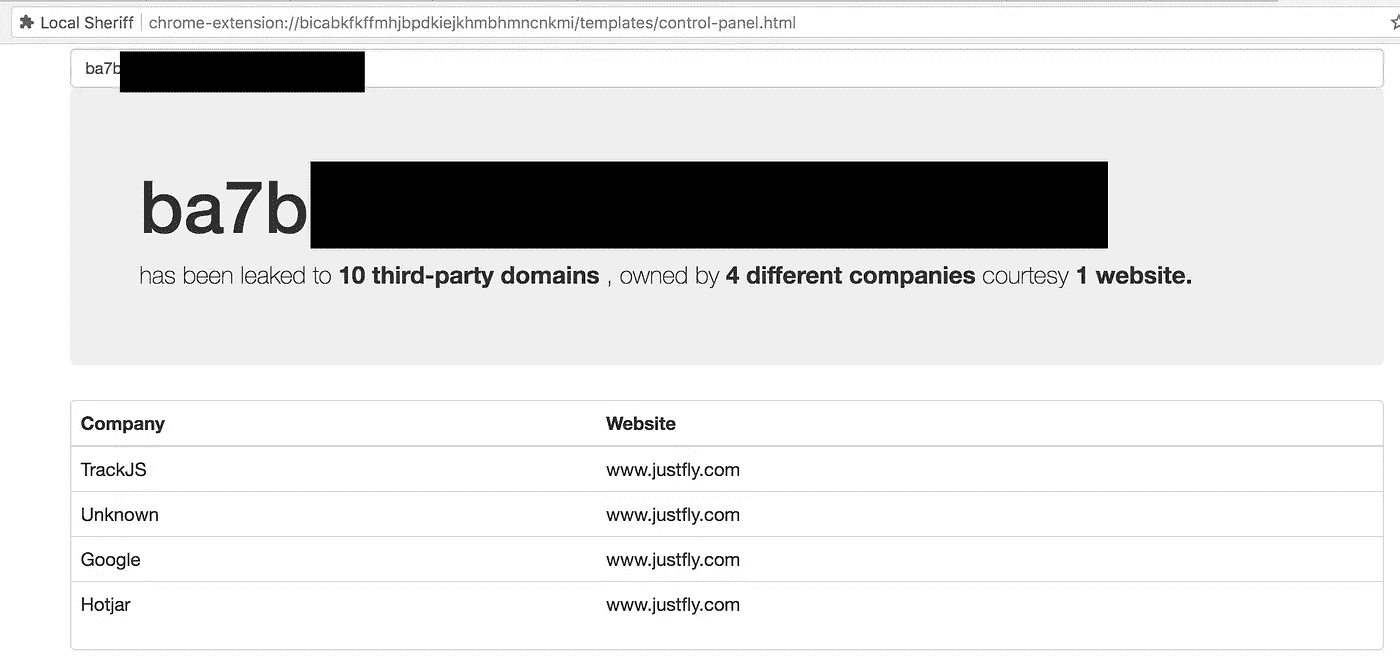 Local Sheriff chrome-extension://bicabkfkffmhjbpdkiejkhmbhmncnkmi/templates/control-panel.html
ba7b
ba7b
has been leaked to 10 third-party domains , owned by 4 different companies courtesy 1 website.
Company Website
TrackJS www.justfly.com
Unknown www.justfly.com
Google www.justfly.com
Hotjar www.justfly.com